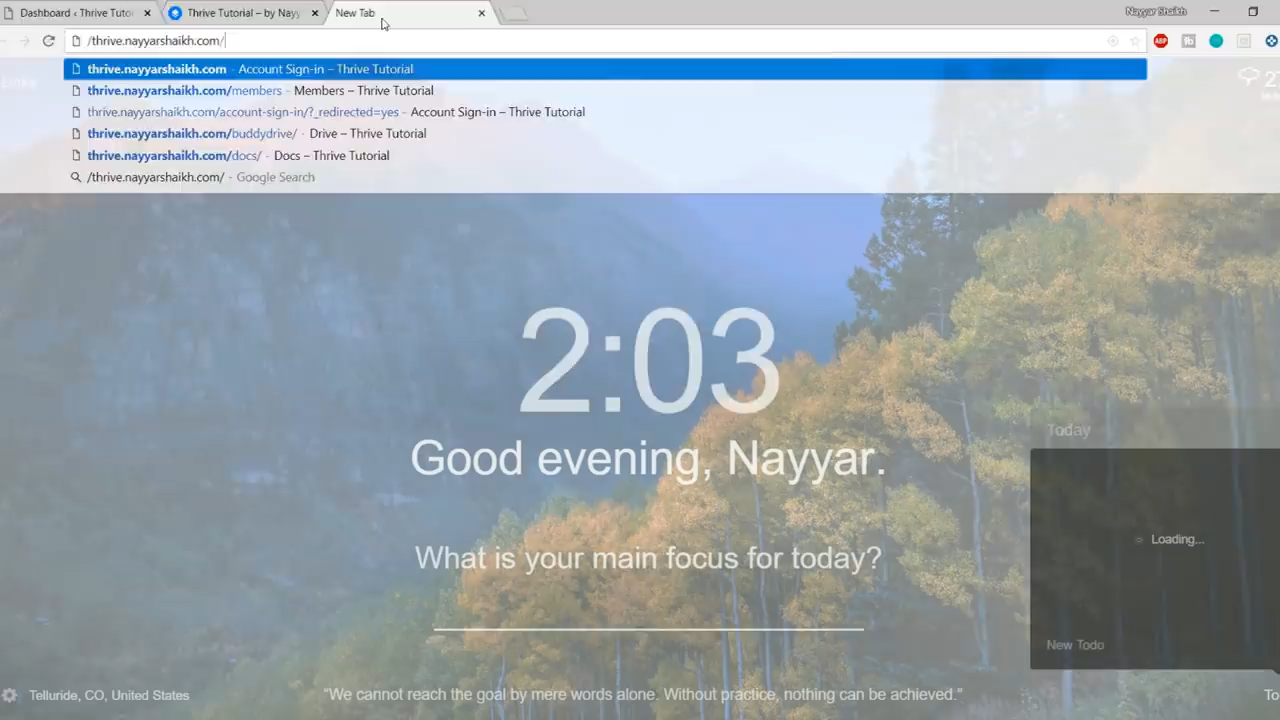 Dashboard ‹ Thrive Tutor
Thrive Tutorial – by Nayy
New Tab
Nayyar Shaikh
/thrive.nayyarshaikh.com/
ABP
thrive.nayyarshaikh.com - Account Sign-in – Thrive Tutorial
thrive.nayyarshaikh.com/members - Members – Thrive Tutorial
thrive.nayyarshaikh.com/account-sign-in/?_redirected=yes - Account Sign-in – Thrive Tutorial
thrive.nayyarshaikh.com/buddydrive/ - Drive – Thrive Tutorial
thrive.nayyarshaikh.com/docs/ - Docs – Thrive Tutorial
/thrive.nayyarshaikh.com/ - Google Search
Links
2:03
Good evening, Nayyar.
What is your main focus for today?
Today
Loading...
New Todo
Telluride, CO, United States
“We cannot reach the goal by mere words alone. Without practice, nothing can be achieved.”
To